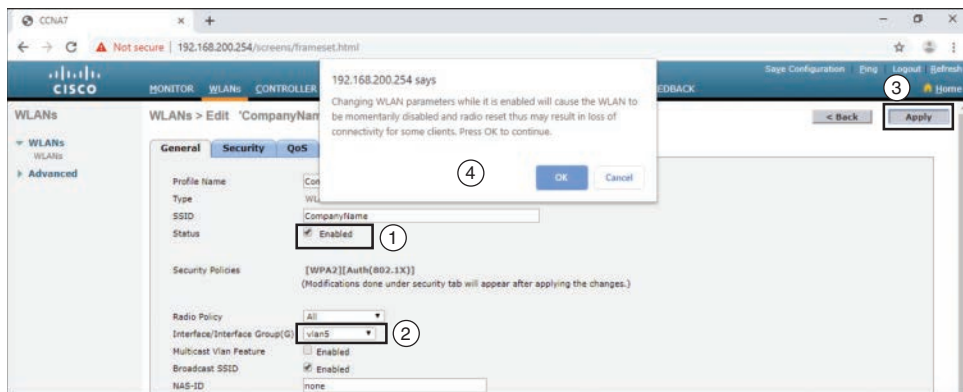 CCNA7
Not secure | 192.168.200.254/screens/frameset.html
CISCO
MONITOR WLANs CONTROLLER EDBACK
Save Configuration Ping Logout Refresh
Home
192.168.200.254 says
Changing WLAN parameters while it is enabled will cause the WLAN to
be momentarily disabled and radio reset thus may result in loss of
connectivity for some clients. Press OK to continue.
OK Cancel
4
3
WLANs
WLANs
WLANs
Advanced
WLANs > Edit 'CompanyNam
< Back Apply
General Security QoS
Profile Name Com
Type WL
SSID CompanyName
Status Enabled 1
Security Policies [WPA2][Auth(802.1X)]
(Modifications done under security tab will appear after applying the changes.)
Radio Policy All
Interface/Interface Group(G) vlan5 2
Multicast Vlan Feature Enabled
Broadcast SSID Enabled
NAS-ID none